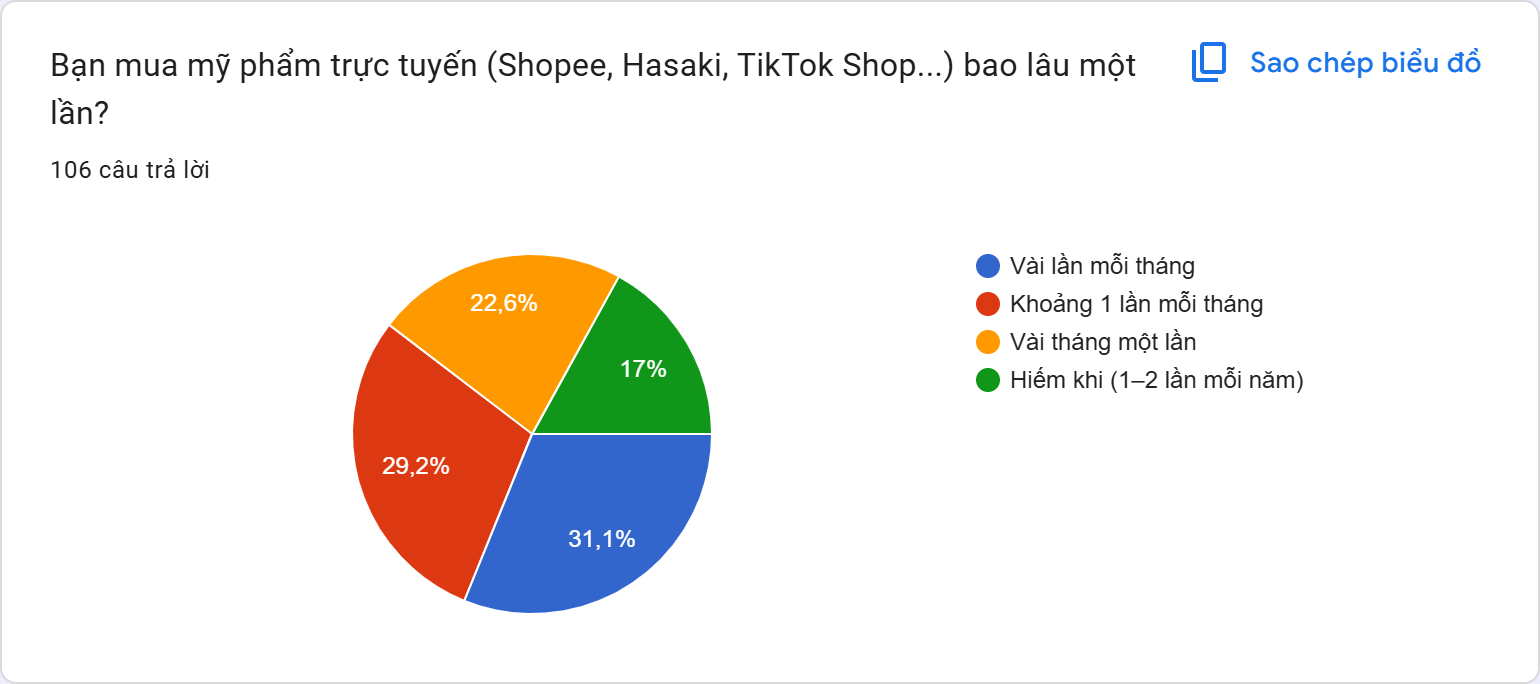 Bạn mua mỹ phẩm trực tuyến (Shopee, Hasaki, TikTok Shop...) bao lâu một
lần?
Sao chép biểu đồ
106 câu trả lời
22,6%
17%
29,2%
31,1%
Vài lần mỗi tháng
Khoảng 1 lần mỗi tháng
Vài tháng một lần
Hiếm khi (1–2 lần mỗi năm)